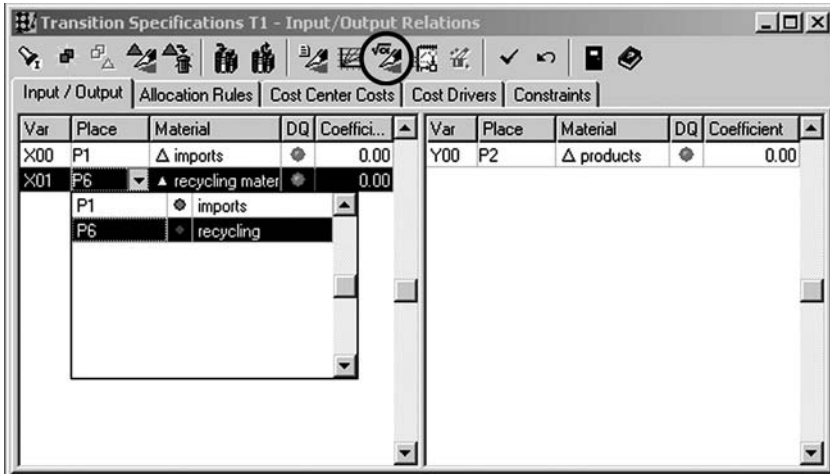 Transition Specifications T1 - Input/Output Relations
Input / Output Allocation Rules Cost Center Costs Cost Drivers Constraints
Var Place Material DQ Coeffici... Var Place Material DQ Coefficient
X00 P1 imports 0.00 Y00 P2 products 0.00
X01 P6 recycling mater 0.00
P1 imports
P6 recycling